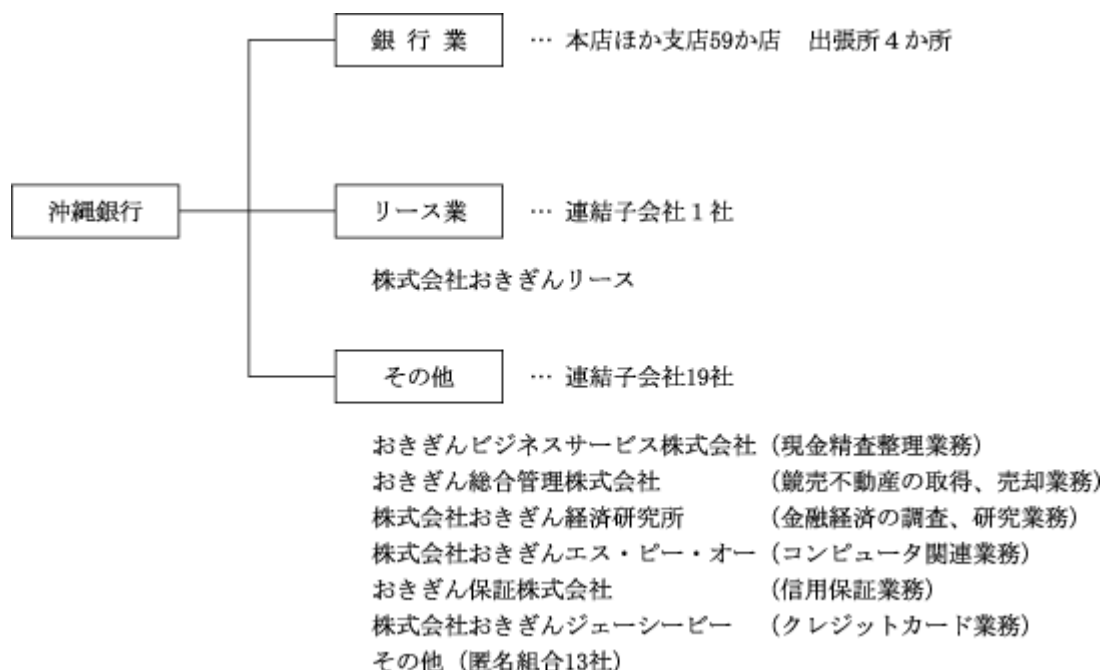 銀行業 … 本店ほか支店59か店 出張所4か所
沖縄銀行
リース業 … 連結子会社1社
株式会社おきぎんリース
その他 … 連結子会社19社
おきぎんビジネスサービス株式会社（現金精査整理業務）
おきぎん総合管理株式会社（競売不動産の取得、売却業務）
株式会社おきぎん経済研究所（金融経済の調査、研究業務）
株式会社おきぎんエス・ピー・オー（コンピュータ関連業務）
おきぎん保証株式会社（信用保証業務）
株式会社おきぎんジェーシービー（クレジットカード業務）
その他（匿名組合13社）